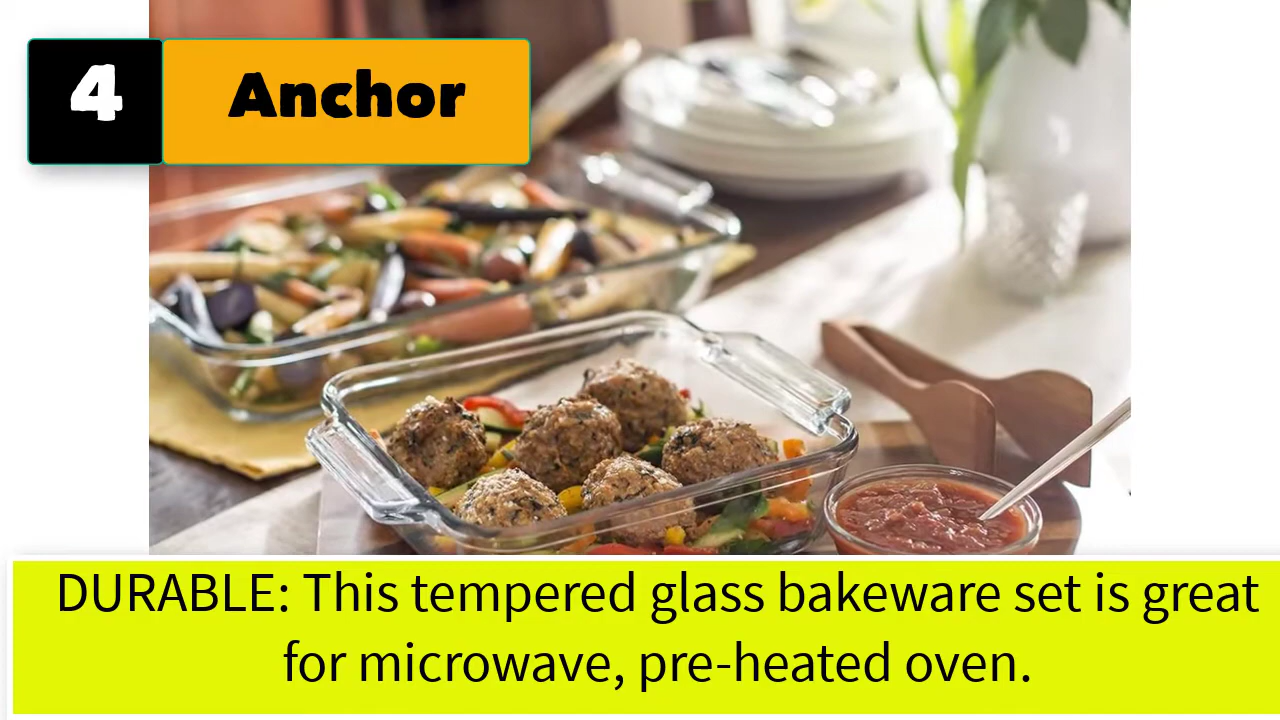 4
Anchor
DURABLE: This tempered glass bakeware set is great
for microwave, pre-heated oven.